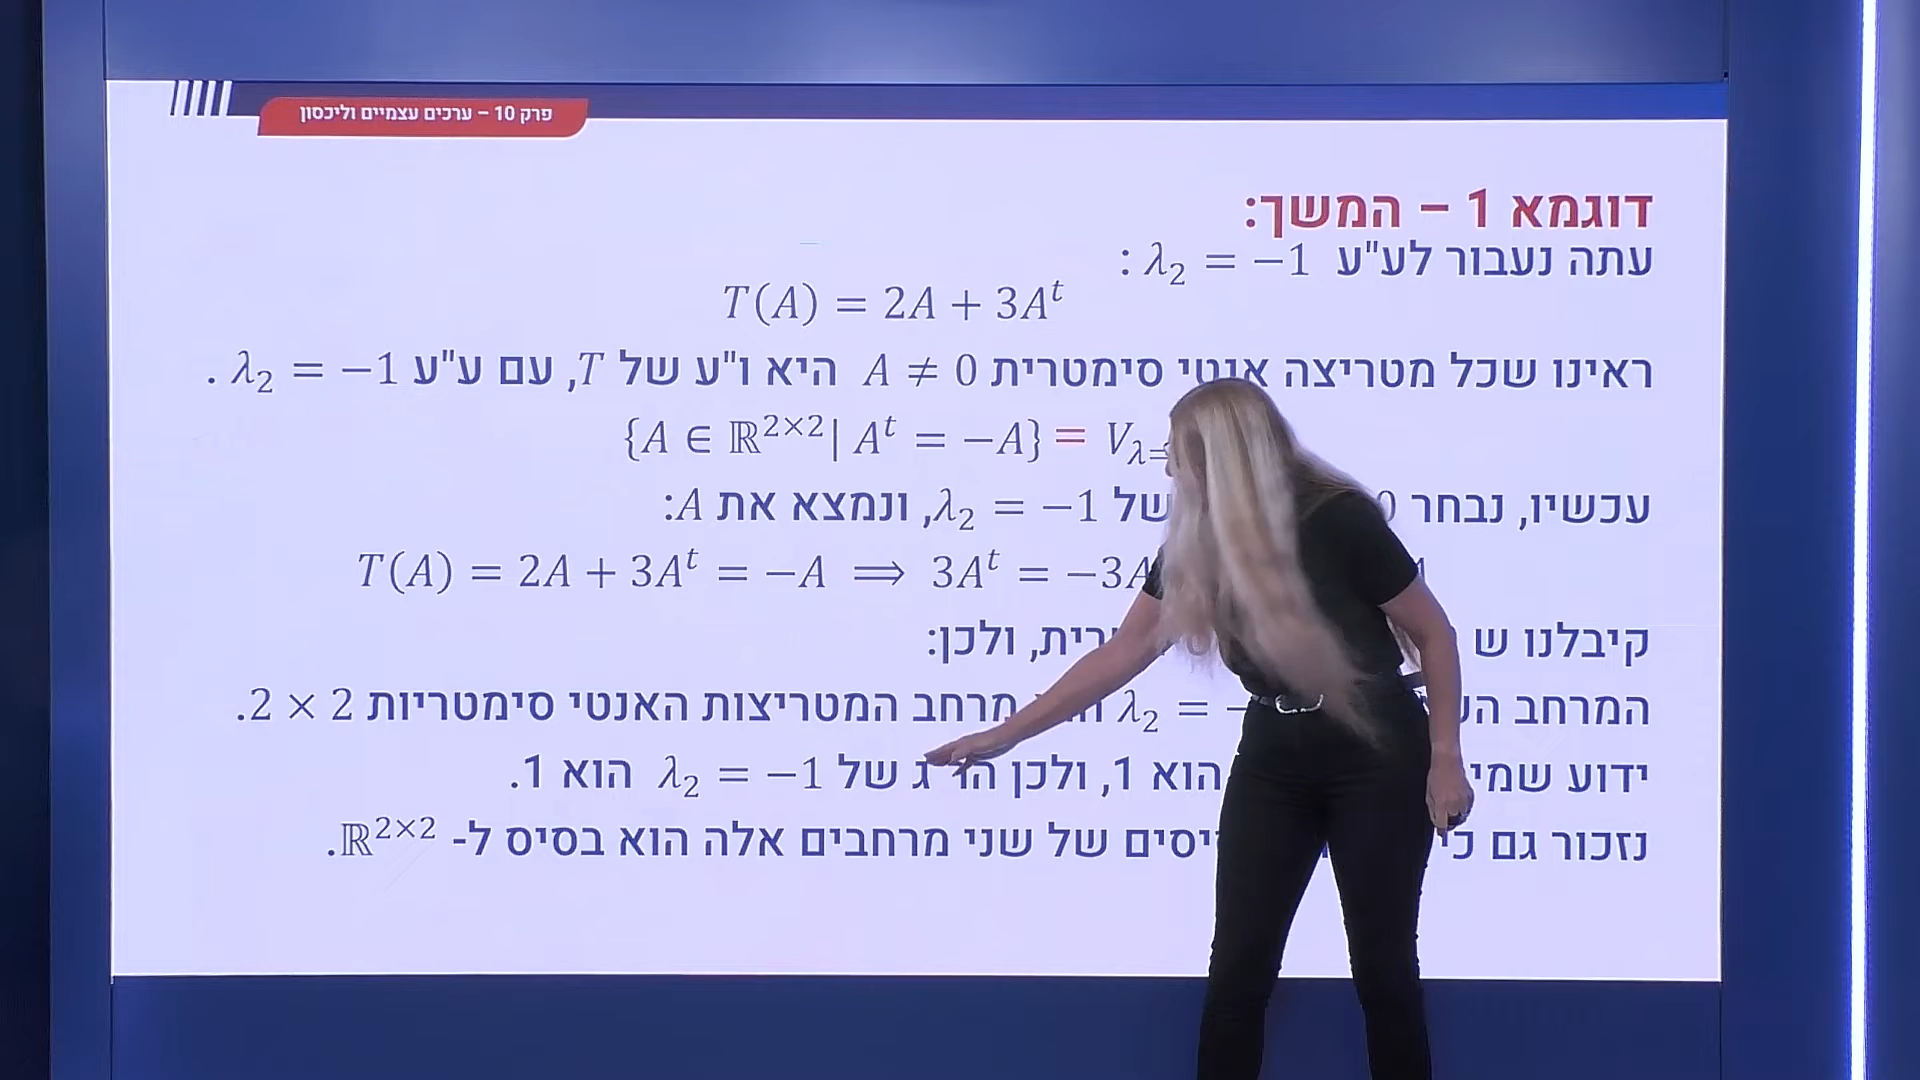 פרק 10 – ערכים עצמיים וליכסון
דוגמא 1 – המשך:
עתה נעבור לע"ע λ₂ = −1 :
T(A) = 2A + 3Aᵗ
ראינו שכל מטריצה אנטי סימטרית A ≠ 0 היא ו"ע של T, עם ע"ע λ₂ = −1 .
{A ∈ ℝ²ˣ² | Aᵗ = −A} = V_λ=
עכשיו, נבחר של λ₂ = −1, ונמצא את A:
T(A) = 2A + 3Aᵗ = −A ⟹ 3Aᵗ = −3A
קיבלנו ש ולכן:
המרחב λ₂ = − מרחב המטריצות האנטי סימטריות 2 × 2.
ידוע הוא 1, ולכן של λ₂ = −1 הוא 1.
נזכור גם כי של שני מרחבים אלה הוא בסיס ל- ℝ²ˣ².